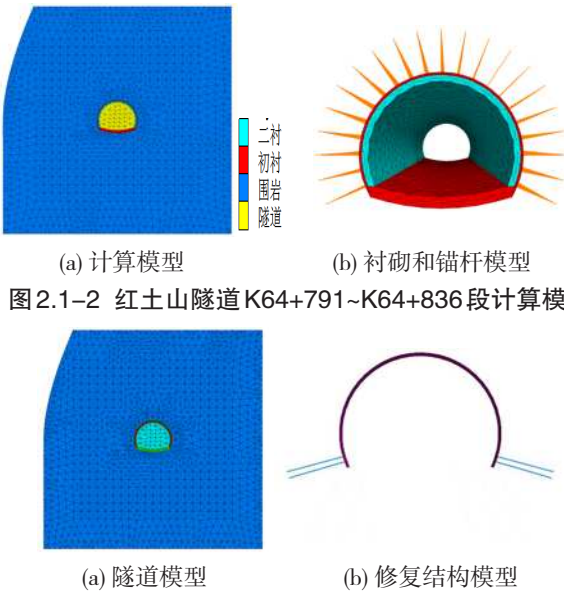 二衬
初衬
围岩
隧道
(a) 计算模型
(b) 衬砌和锚杆模型
图2.1–2 红土山隧道K64+791~K64+836段计算模
(a) 隧道模型
(b) 修复结构模型